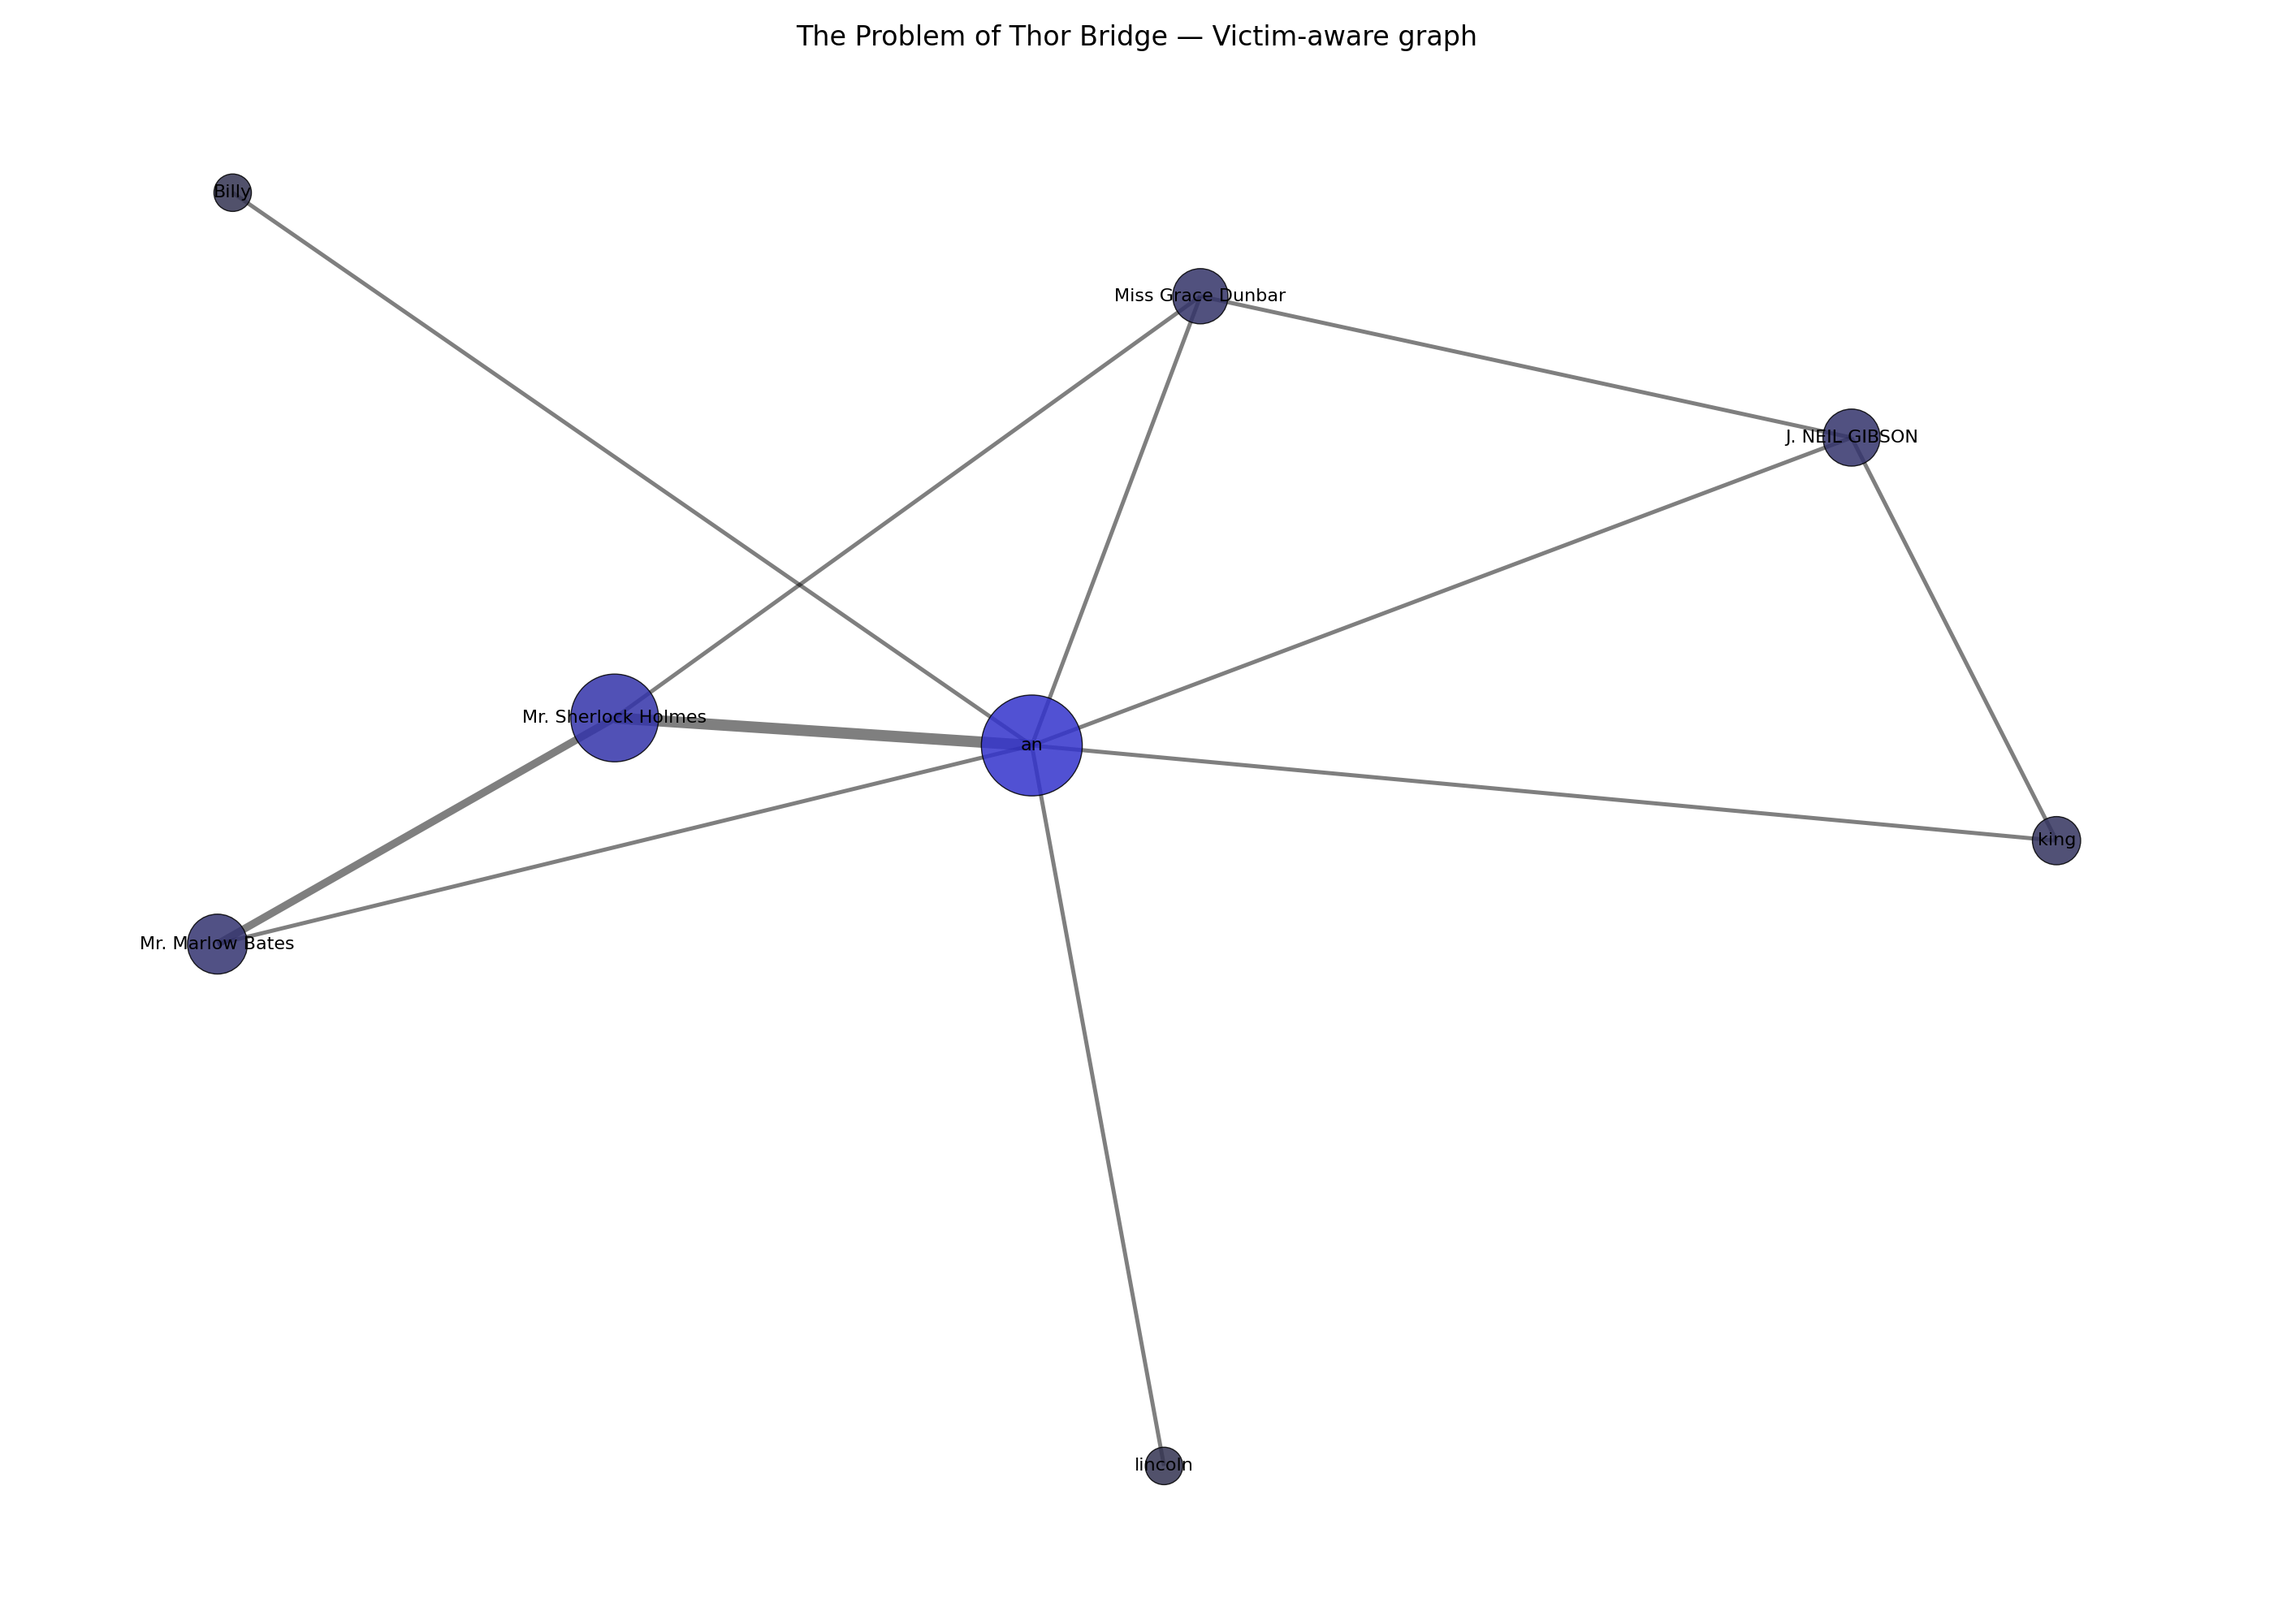 The Problem of Thor Bridge — Victim-aware graph
Billy
Miss Grace Dunbar
J. NEIL GIBSON
Mr. Sherlock Holmes
an
king
Mr. Marlow Bates
lincoln